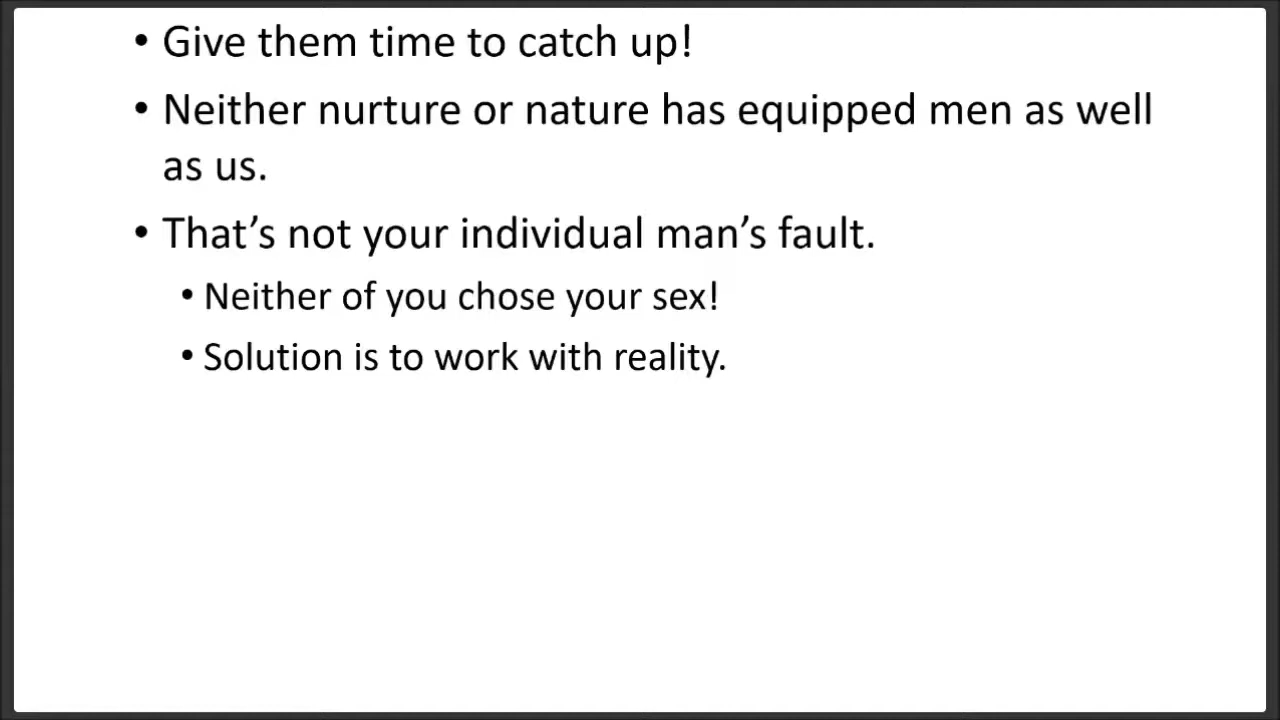 • Give them time to catch up!
• Neither nurture or nature has equipped men as well
as us.
• That’s not your individual man’s fault.
• Neither of you chose your sex!
• Solution is to work with reality.